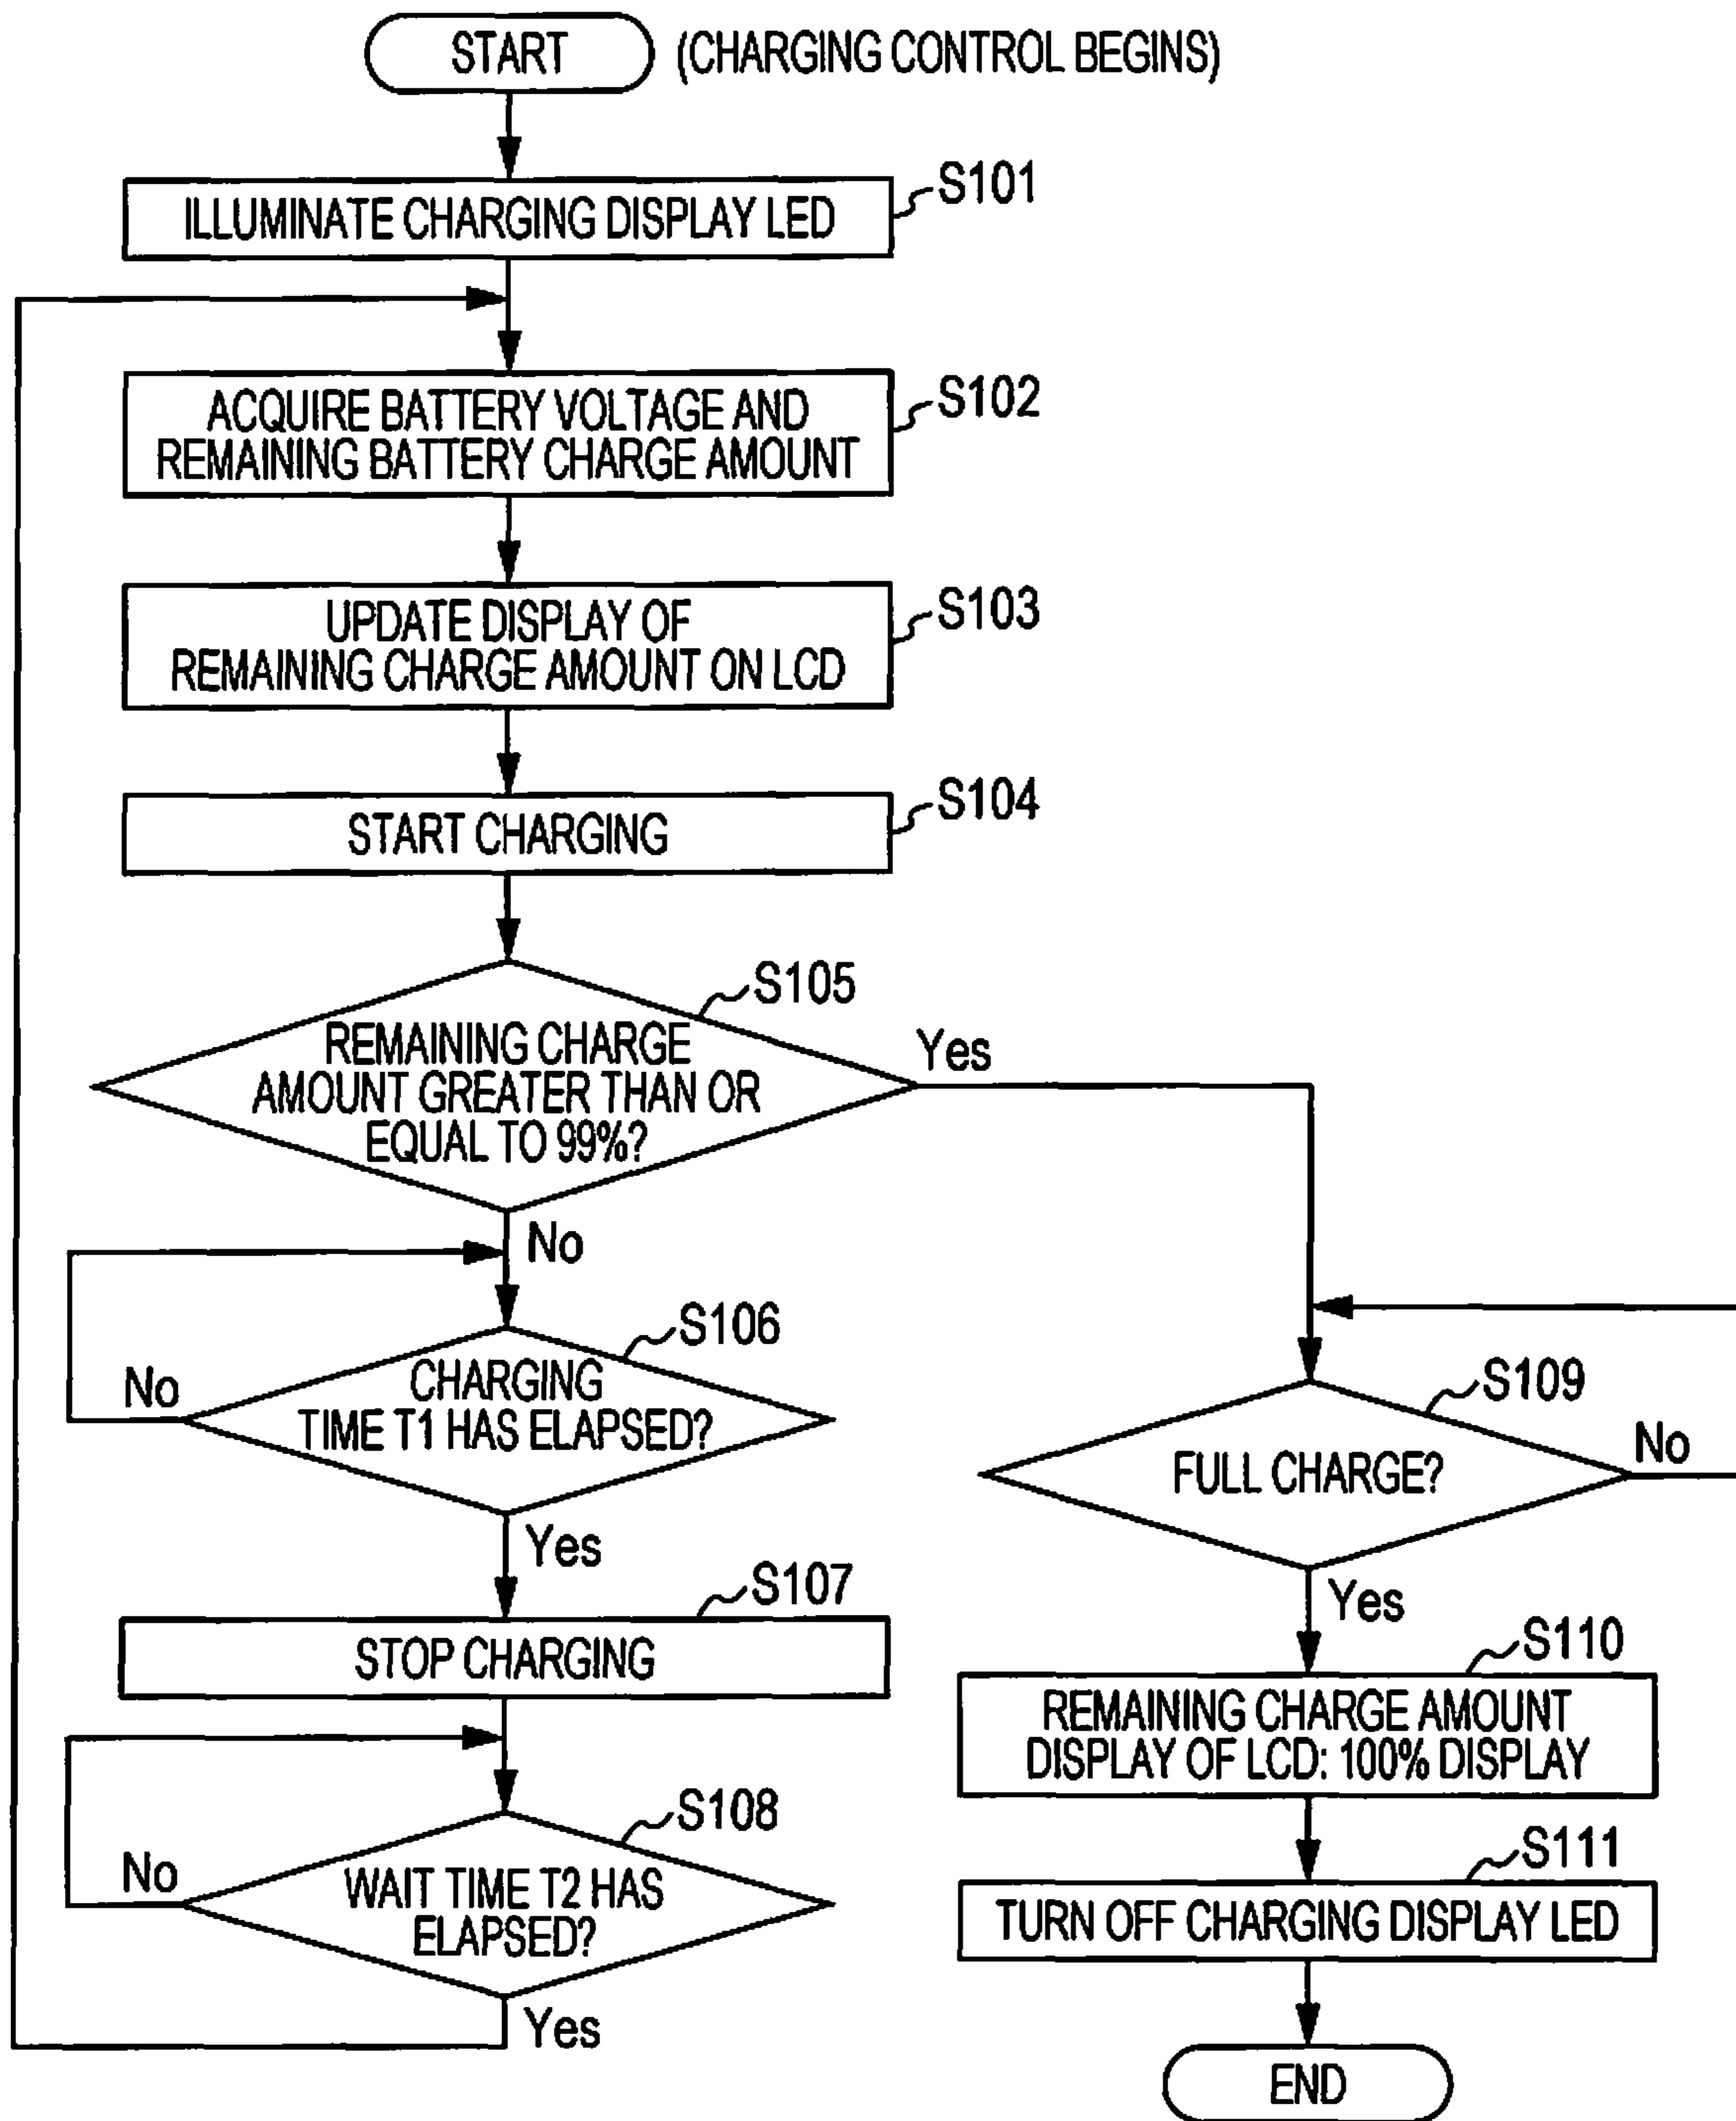 START
(CHARGING CONTROL BEGINS)
S101
ILLUMINATE CHARGING DISPLAY LED
S102
ACQUIRE BATTERY VOLTAGE AND
REMAINING BATTERY CHARGE AMOUNT
S103
UPDATE DISPLAY OF
REMAINING CHARGE AMOUNT ON LCD
S104
START CHARGING
S105
REMAINING CHARGE
AMOUNT GREATER THAN OR
EQUAL TO 99%?
Yes
No
S106
CHARGING
TIME T1 HAS ELAPSED?
No
Yes
S107
STOP CHARGING
S108
WAIT TIME T2 HAS
ELAPSED?
No
Yes
S109
FULL CHARGE?
No
Yes
S110
REMAINING CHARGE AMOUNT
DISPLAY OF LCD: 100% DISPLAY
S111
TURN OFF CHARGING DISPLAY LED
END